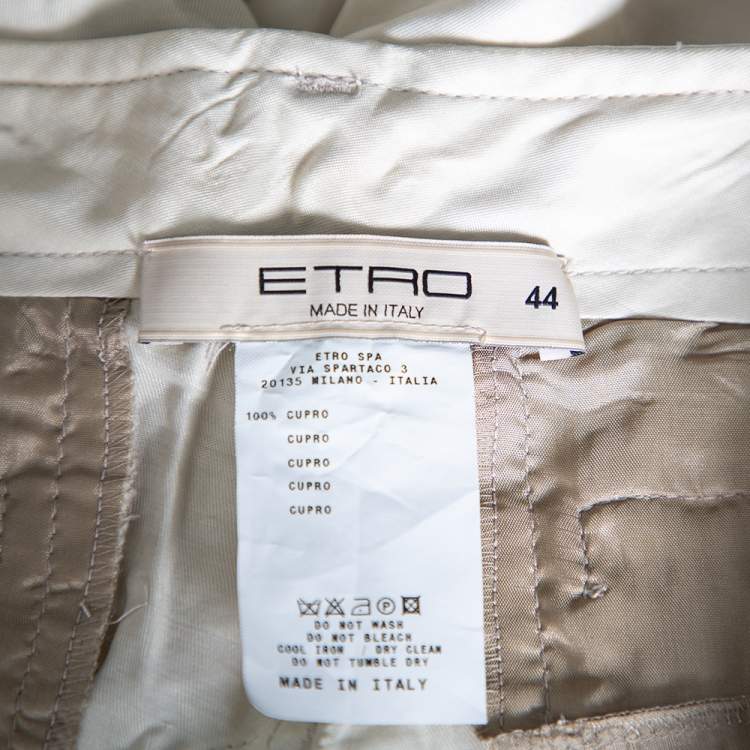 ETRO
44
MADE IN ITALY
ETRO SPA
VIA SPARTACO 3
20135 MILANO - ITALIA
100% CUPRO
CUPRO
CUPRO
CUPRO
CUPRO
DO NOT WASH
DO NOT BLEACH
COOL IRON / DRY CLEAN
DO NOT TUMBLE DRY
MADE IN ITALY